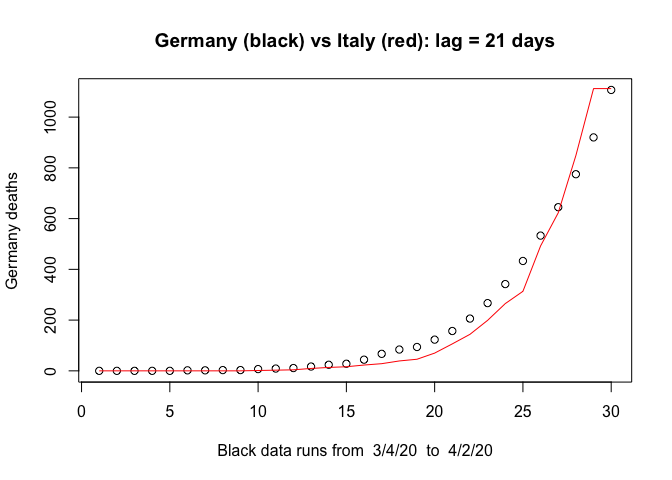 Germany (black) vs Italy (red): lag = 21 days
Germany deaths
1000
800
600
400
200
0
0 5 10 15 20 25 30
Black data runs from 3/4/20 to 4/2/20